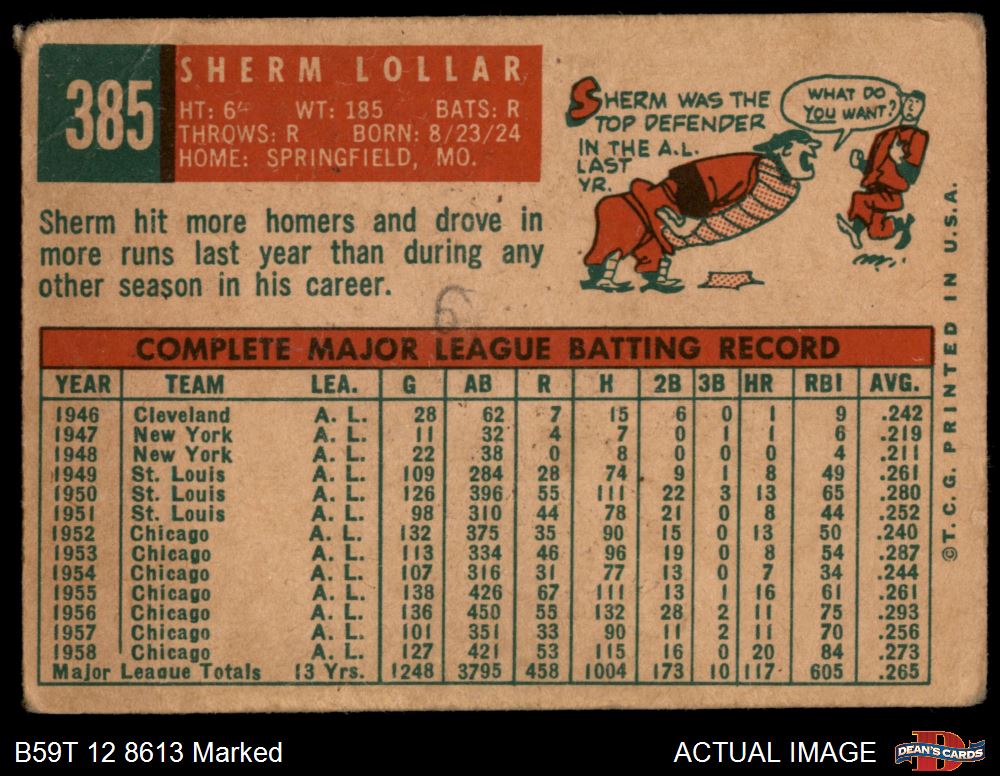 385
SHERM LOLLAR
HT: 6' WT: 185 BATS: R
THROWS: R BORN: 8/23/24
HOME: SPRINGFIELD, MO.
Sherm hit more homers and drove in
more runs last year than during any
other season in his career.
SHERM WAS THE
TOP DEFENDER
IN THE A.L.
LAST
YR.
WHAT DO
YOU WANT?
6
COMPLETE MAJOR LEAGUE BATTING RECORD
YEAR TEAM LEA. G AB R H 2B 3B HR RBI AVG.
1946 Cleveland A. L. 28 62 7 15 6 0 1 9 .242
1947 New York A. L. 11 32 4 7 0 1 1 6 .219
1948 New York A. L. 22 38 0 8 0 0 0 4 .211
1949 St. Louis A. L. 109 284 28 74 9 1 8 49 .261
1950 St. Louis A. L. 126 396 55 111 22 3 13 65 .280
1951 St. Louis A. L. 98 310 44 78 21 0 8 44 .252
1952 Chicago A. L. 132 375 35 90 15 0 13 50 .240
1953 Chicago A. L. 113 334 46 96 19 0 8 54 .287
1954 Chicago A. L. 107 316 31 77 13 0 7 34 .244
1955 Chicago A. L. 138 426 67 111 13 1 16 61 .261
1956 Chicago A. L. 136 450 55 132 28 2 11 75 .293
1957 Chicago A. L. 101 351 33 90 11 2 11 70 .256
1958 Chicago A. L. 127 421 53 115 16 0 20 84 .273
Major League Totals 13 Yrs. 1248 3795 458 1004 173 10 117 605 .265
©T.C.G. PRINTED IN U.S.A.
B59T 12 8613 Marked
ACTUAL IMAGE
D
DEAN'S CARDS